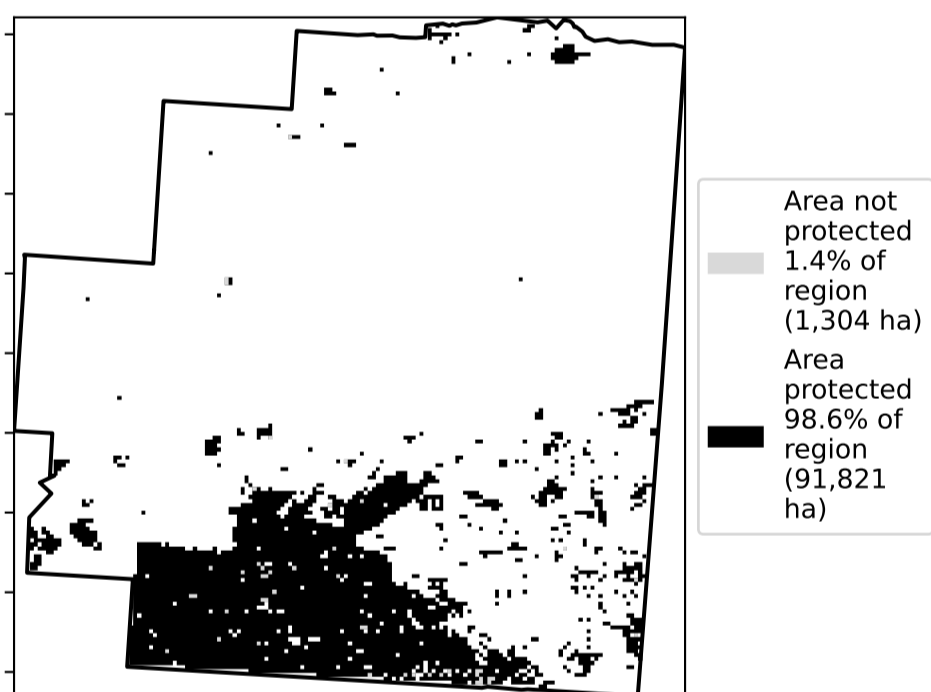 Area not
protected
1.4% of
region
(1,304 ha)
Area
protected
98.6% of
region
(91,821
ha)